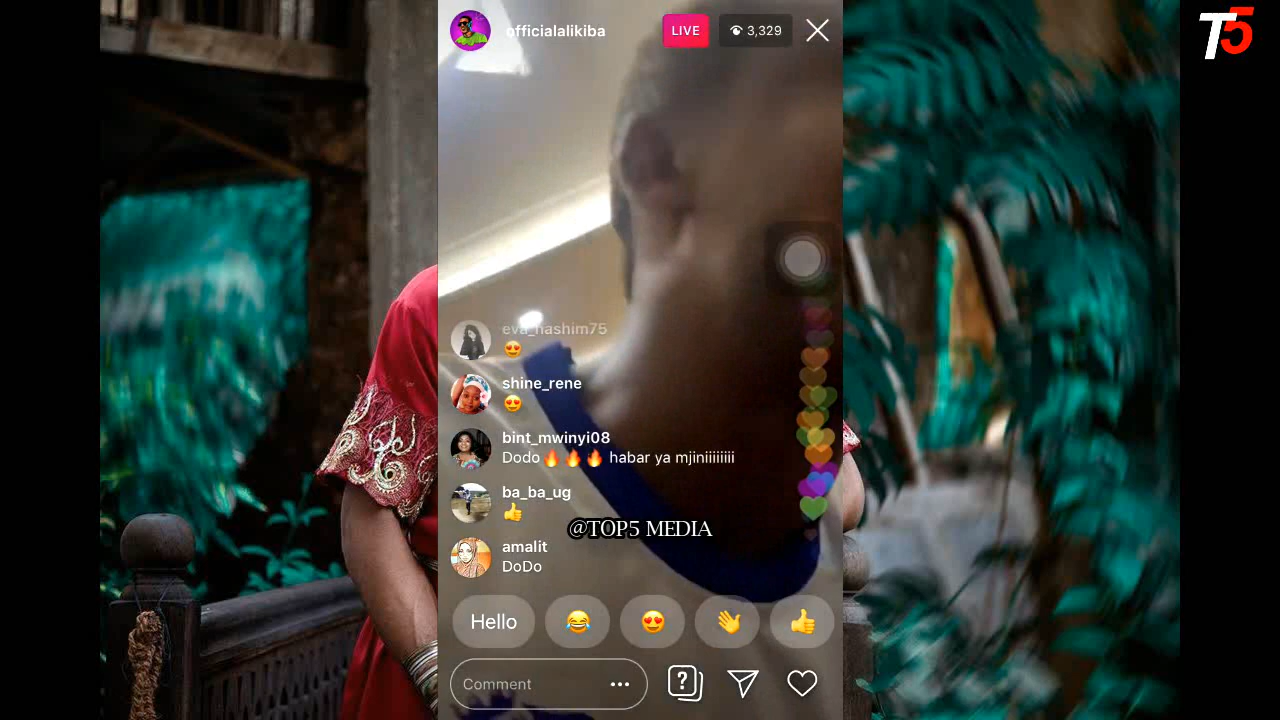 T5
officialalikiba
LIVE
3,329
eva_hashim75
😍
shine_rene
😍
bint_mwinyi08
Dodo🔥🔥🔥 habar ya mjiniiiiiiii
ba_ba_ug
👍
@TOP5 MEDIA
amalit
DoDo
Hello 😂 😍 👋 👍
Comment
?